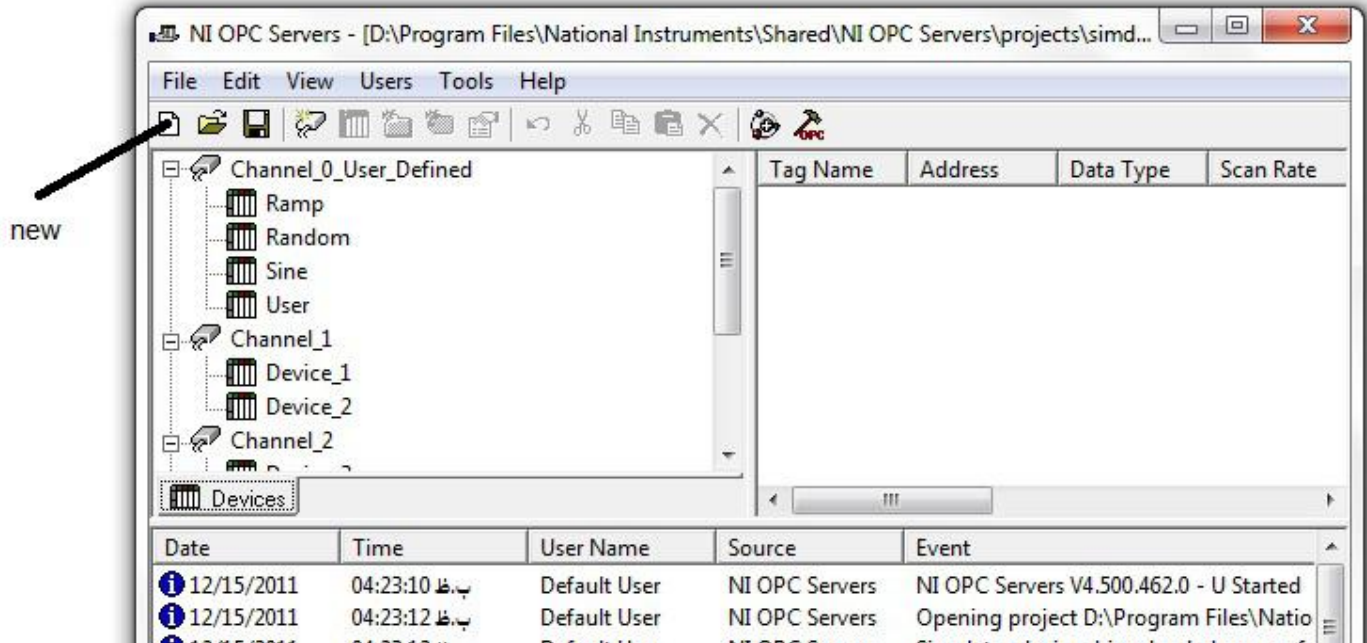 NI OPC Servers - [D:\Program Files\National Instruments\Shared\NI OPC Servers\projects\simd...
File Edit View Users Tools Help
OPC
new
Channel_0_User_Defined
Ramp
Random
Sine
User
Channel_1
Device_1
Device_2
Channel_2
Devices
Tag Name Address Data Type Scan Rate
Date Time User Name Source Event
12/15/2011 04:23:10 ب.ظ Default User NI OPC Servers NI OPC Servers V4.500.462.0 - U Started
12/15/2011 04:23:12 ب.ظ Default User NI OPC Servers Opening project D:\Program Files\Natio